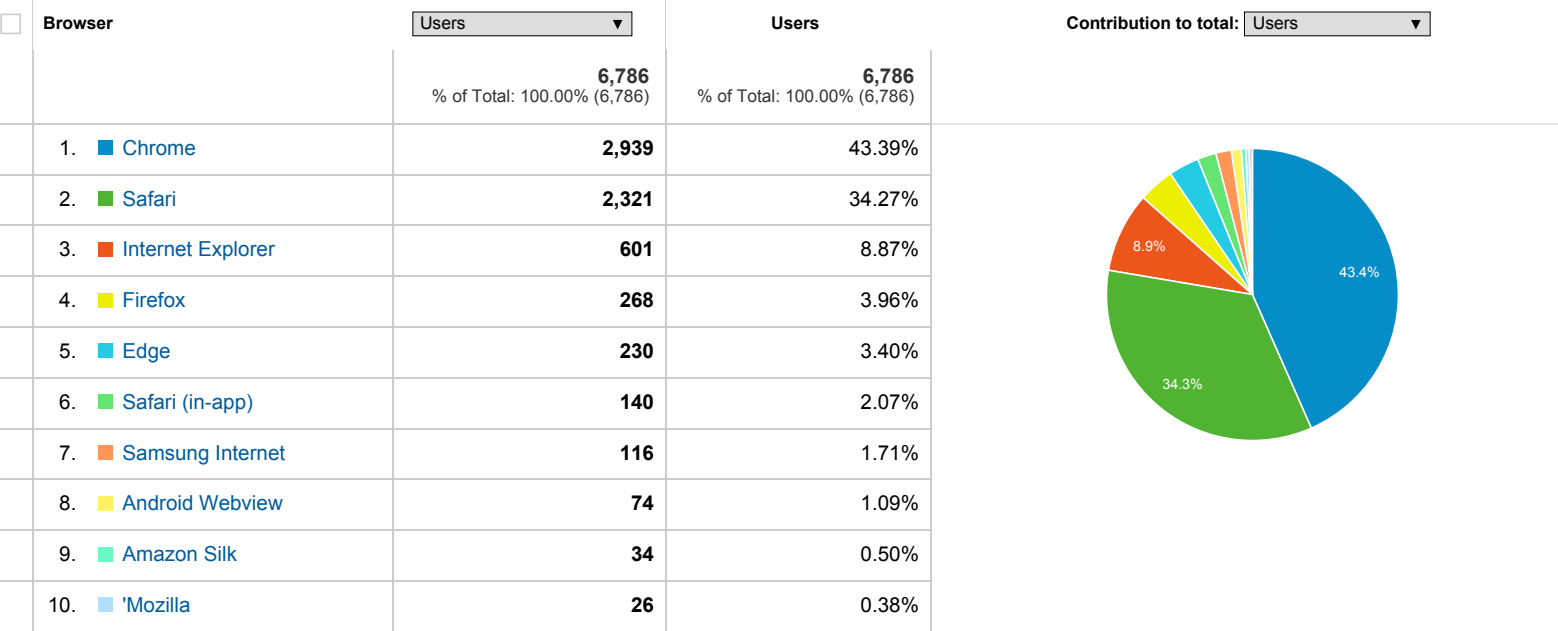 Browser Users ▼ Users Contribution to total: Users ▼
6,786 6,786
% of Total: 100.00% (6,786) % of Total: 100.00% (6,786)
1. Chrome 2,939 43.39%
2. Safari 2,321 34.27%
3. Internet Explorer 601 8.87%
4. Firefox 268 3.96%
5. Edge 230 3.40%
6. Safari (in-app) 140 2.07%
7. Samsung Internet 116 1.71%
8. Android Webview 74 1.09%
9. Amazon Silk 34 0.50%
10. 'Mozilla 26 0.38%
8.9%
43.4%
34.3%